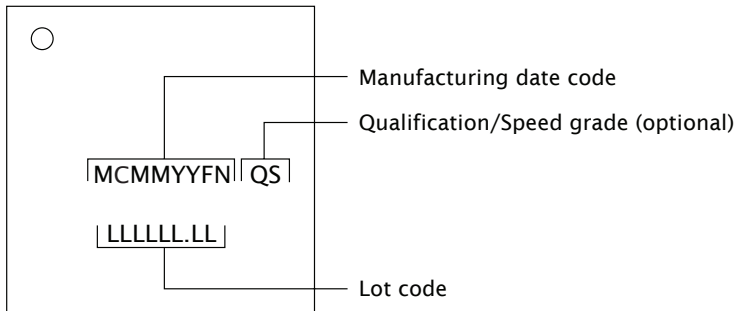 Manufacturing date code
Qualification/Speed grade (optional)
MCMMYYFN QS
LLLLLL.LL
Lot code